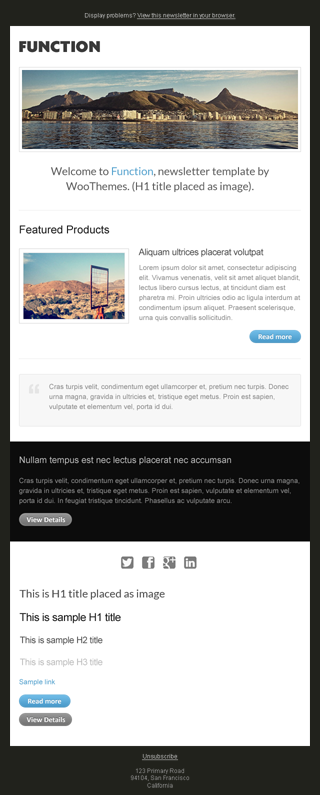 Display problems? View this newsletter in your browser.
FUNCTION
Welcome to Function, newsletter template by
WooThemes. (H1 title placed as image).
Featured Products
Aliquam ultrices placerat volutpat
Lorem ipsum dolor sit amet, consectetur adipiscing
elit. Vivamus venenatis, velit sit amet aliquet blandit,
lectus libero cursus lectus, at tincidunt diam est
pharetra mi. Proin ultricies odio ac ligula interdum at
condimentum ipsum aliquet. Praesent scelerisque,
urna quis convallis sollicitudin.
Read more
Cras turpis velit, condimentum eget ullamcorper et, pretium nec turpis. Donec
urna magna, gravida in ultricies et, tristique eget metus. Proin est sapien,
vulputate et elementum vel, porta id dui.
Nullam tempus est nec lectus placerat nec accumsan
Cras turpis velit, condimentum eget ullamcorper et, pretium nec turpis. Donec urna magna,
gravida in ultricies et, tristique eget metus. Proin est sapien, vulputate et elementum vel,
porta id dui. In feugiat tristique tincidunt. Phasellus ac vulputate arcu.
View Details
This is H1 title placed as image
This is sample H1 title
This is sample H2 title
This is sample H3 title
Sample link
Read more
View Details
Unsubscribe
123 Primary Road
94104, San Francisco
California